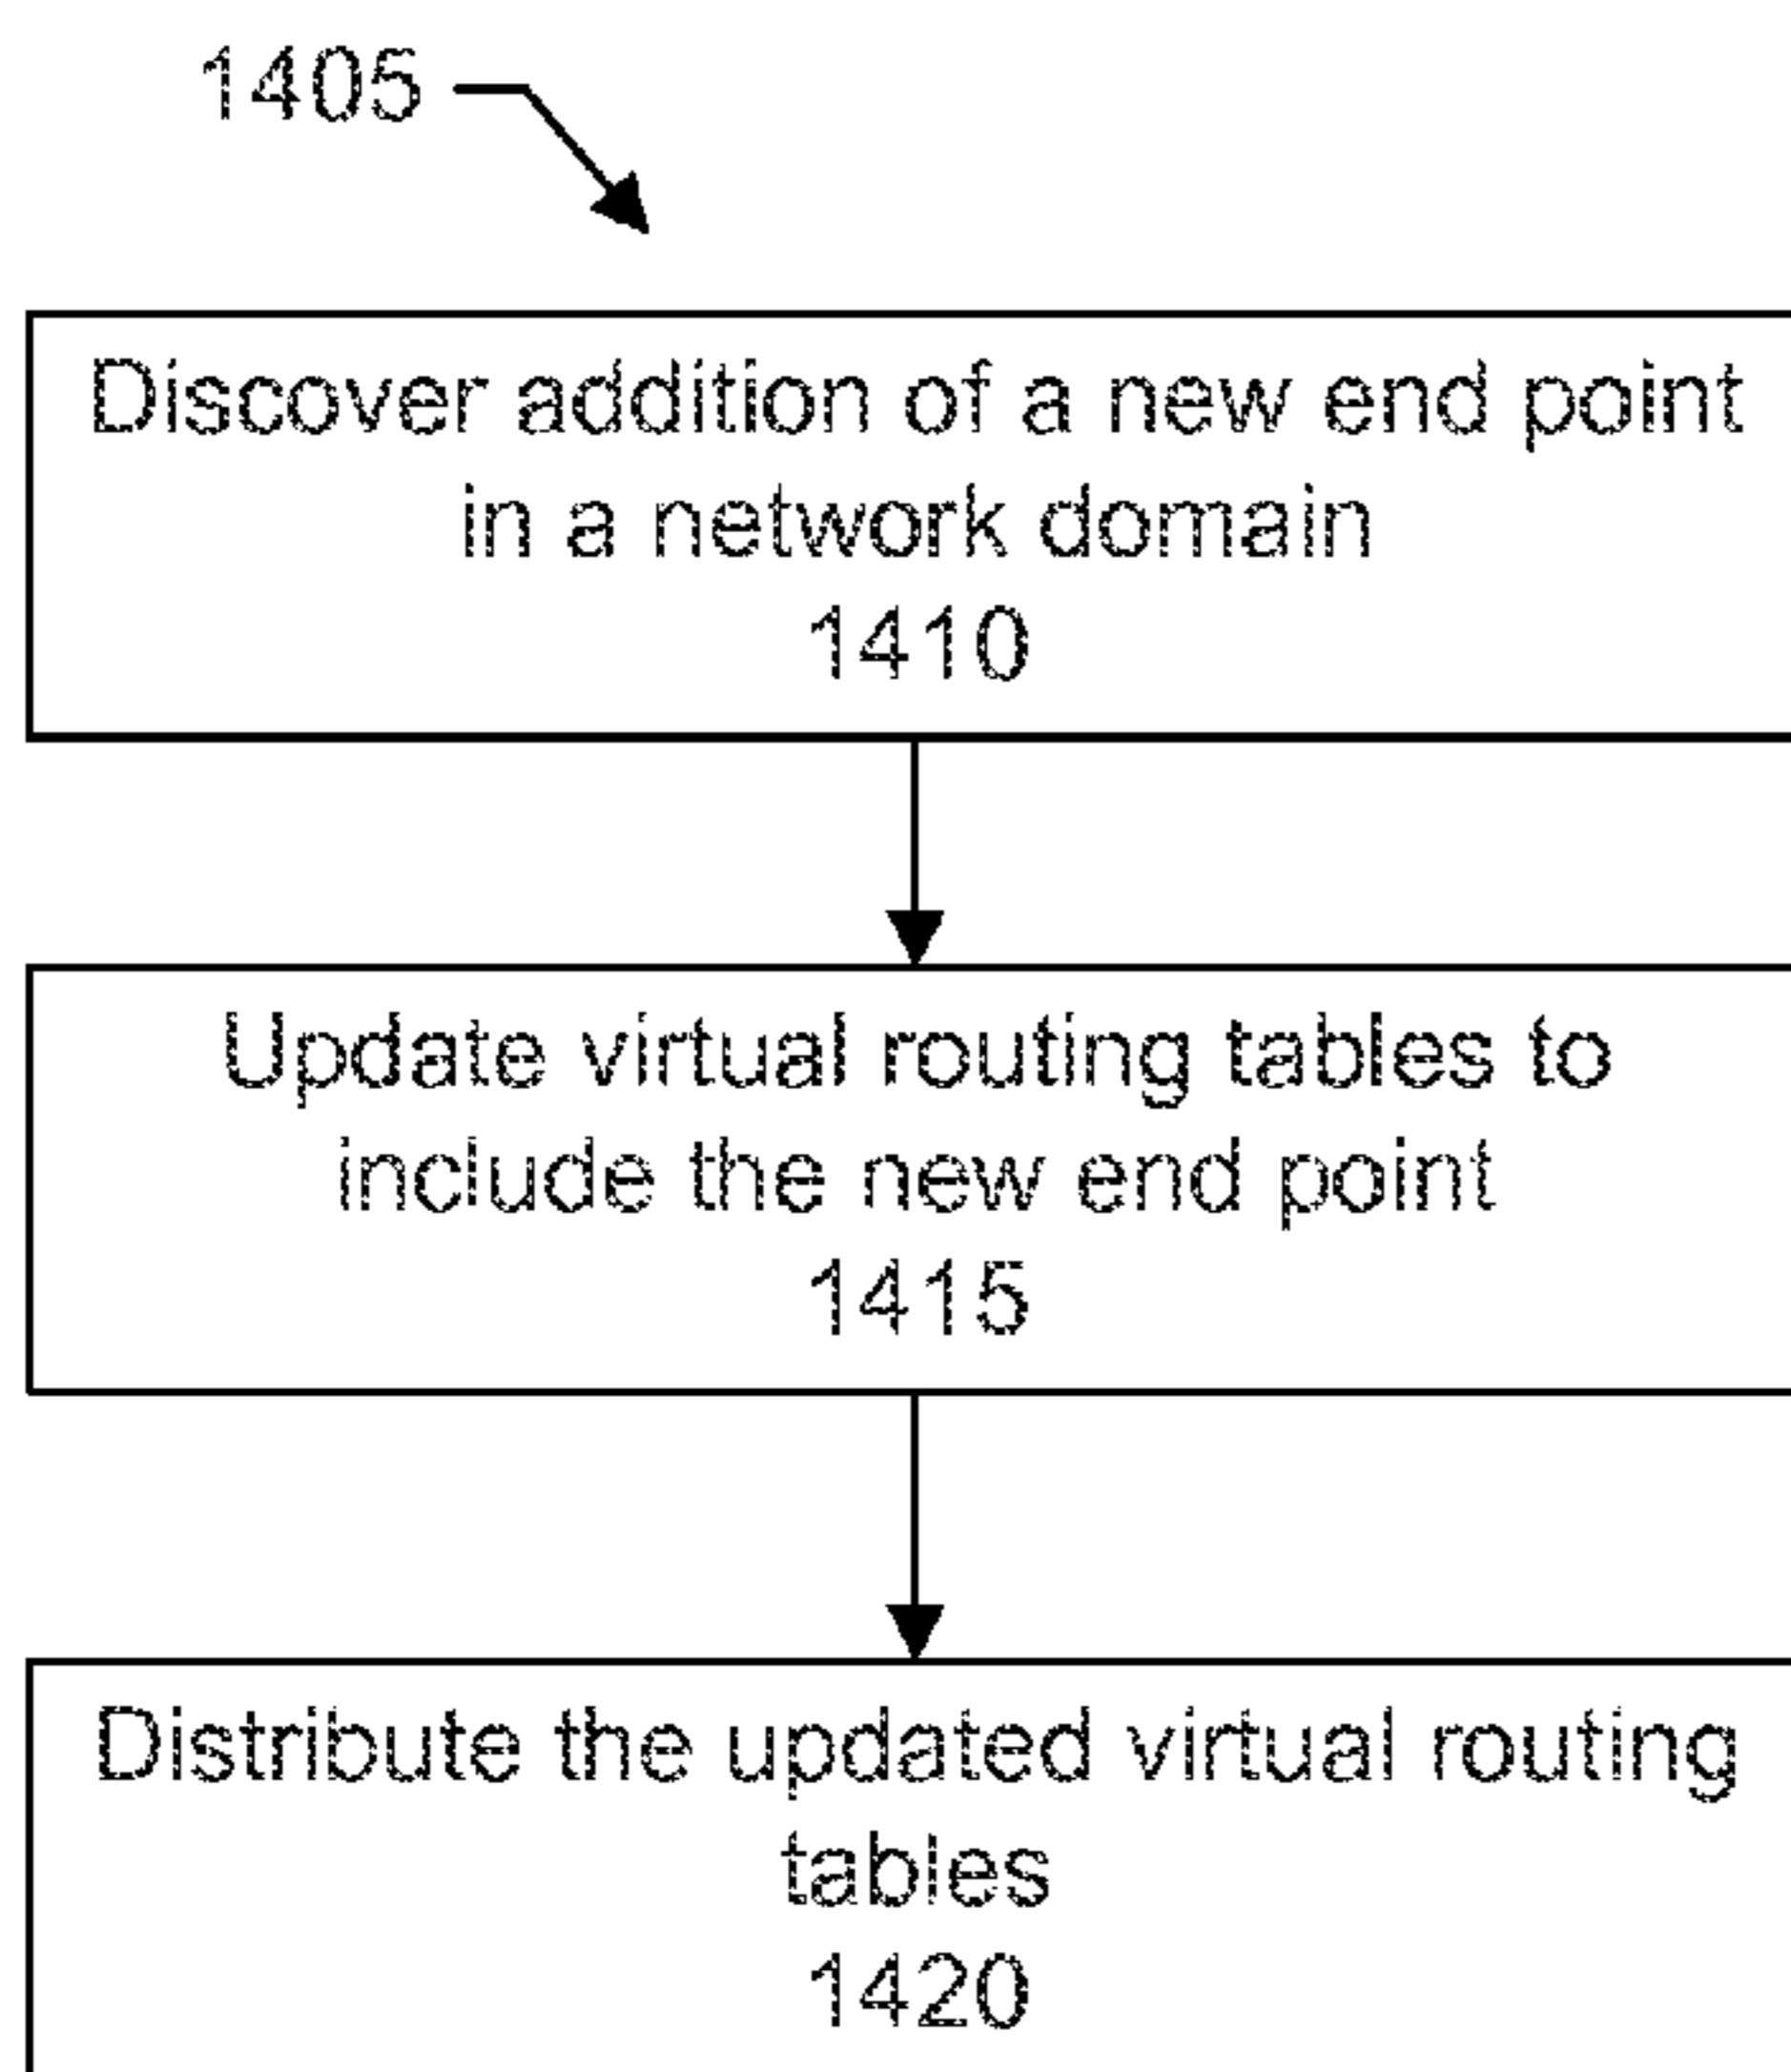 1405
Discover addition of a new end point
in a network domain
1410
Update virtual routing tables to
include the new end point
1415
Distribute the updated virtual routing
tables
1420